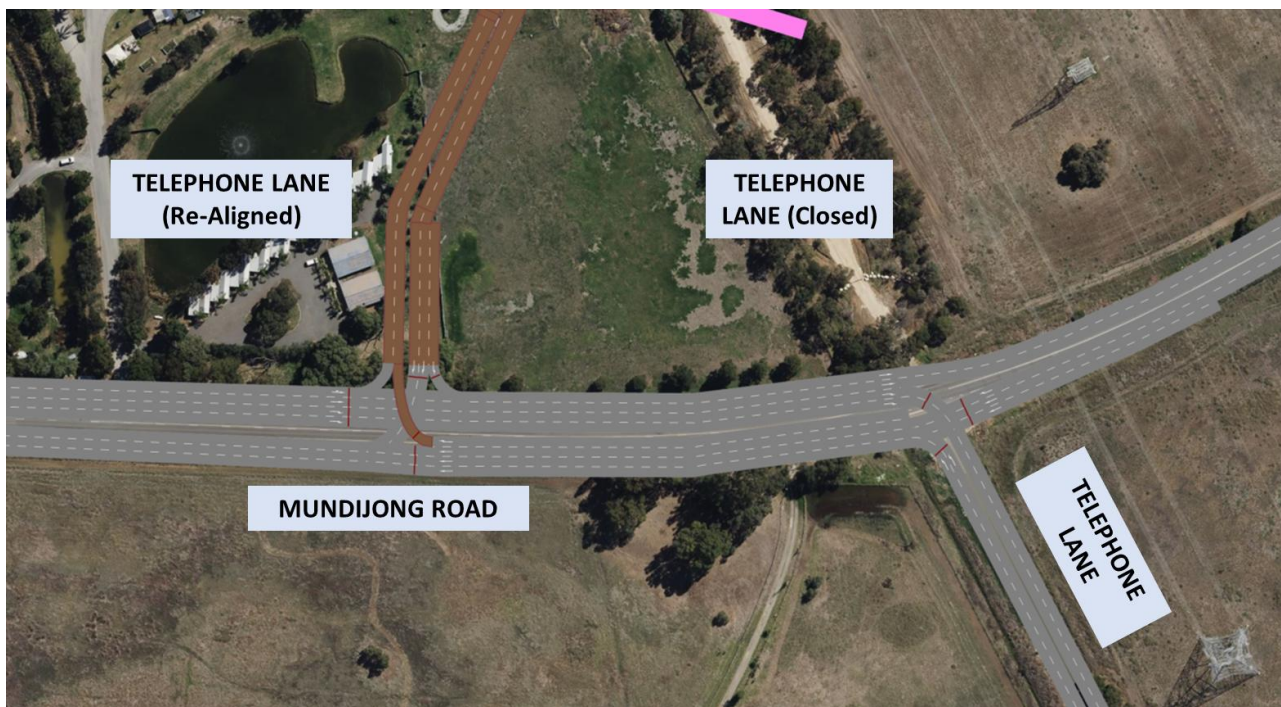 TELEPHONE LANE
(Re-Aligned)
TELEPHONE
LANE (Closed)
MUNDIJONG ROAD
TELEPHONE
LANE